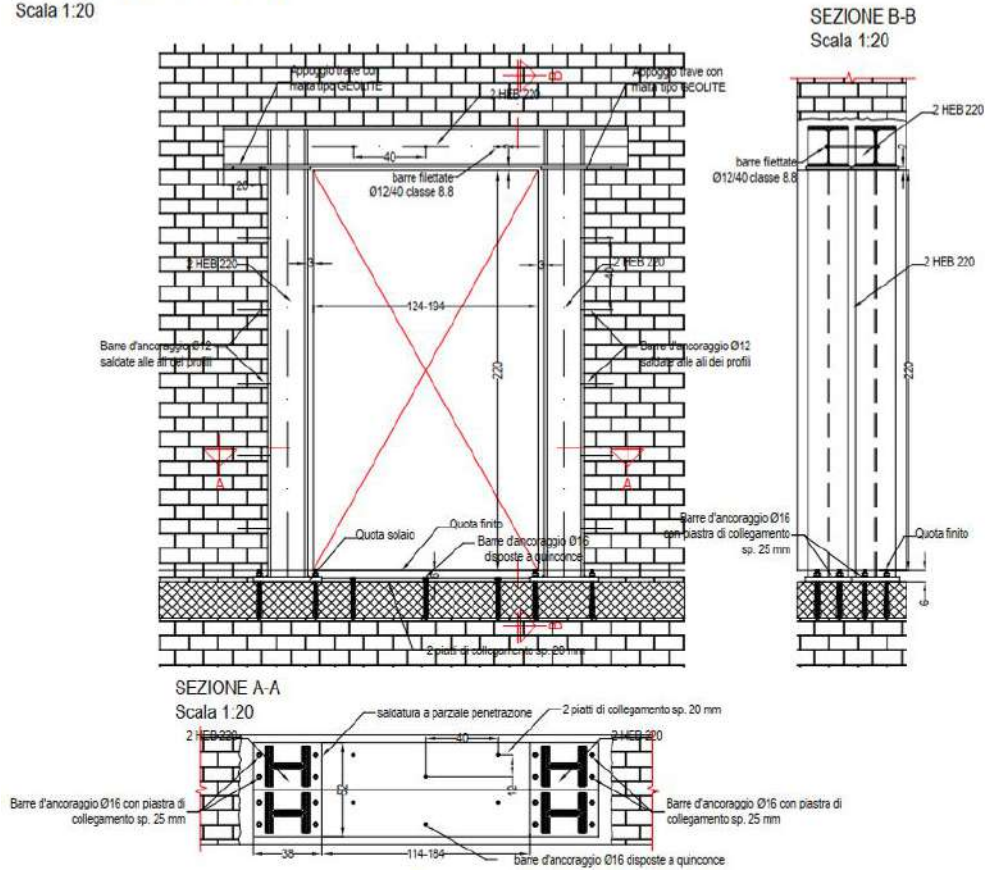 Scala 1:20
SEZIONE B-B
Scala 1:20
Appoggio trave con
malta tipo GEOLITE
B
2 HEB 220
Appoggio trave con
malta tipo GEOLITE
2 HEB 220
40
2
barre filettate
Ø12/40 classe 8.8
20
barre filettate
Ø12/40 classe 8.8
2
2 HEB 220
3
3
2 HEB 220
40
2 HEB 220
124-194
Barre d'ancoraggio Ø12
saldate alle ali dei profili
220
Barre d'ancoraggio Ø12
saldate alle ali dei profili
220
A
A
Quota solaio
Quota finito
Barre d'ancoraggio Ø16
disposte a quinconce
6
Barre d'ancoraggio Ø16
con piastra di collegamento
sp. 25 mm
Quota finito
6
B
2 piatti di collegamento sp. 20 mm
SEZIONE A-A
Scala 1:20
2 HEB 220
saldatura a parziale penetrazione
2 piatti di collegamento sp. 20 mm
2 HEB 220
40
12
52
Barre d'ancoraggio Ø16 con piastra di
collegamento sp. 25 mm
Barre d'ancoraggio Ø16 con piastra di
collegamento sp. 25 mm
38
114-184
barre d'ancoraggio Ø16 disposte a quinconce